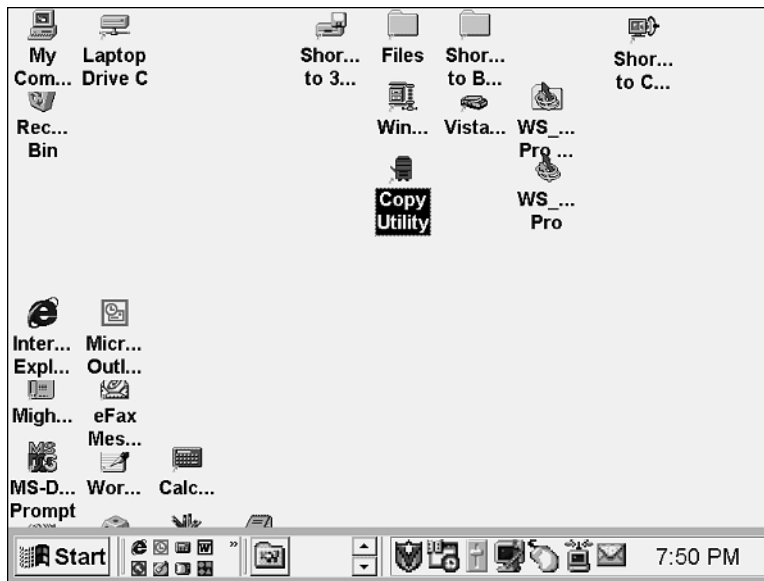 My Com...
Laptop Drive C
Shor... to 3...
Files
Shor... to B...
Shor... to C...
Rec... Bin
Win...
Vista...
WS_... Pro ...
Copy Utility
WS_... Pro
Inter... Expl...
Micr... Outl...
Migh...
eFax Mes...
MS-D... Prompt
Wor...
Calc...
Start
»
7:50 PM